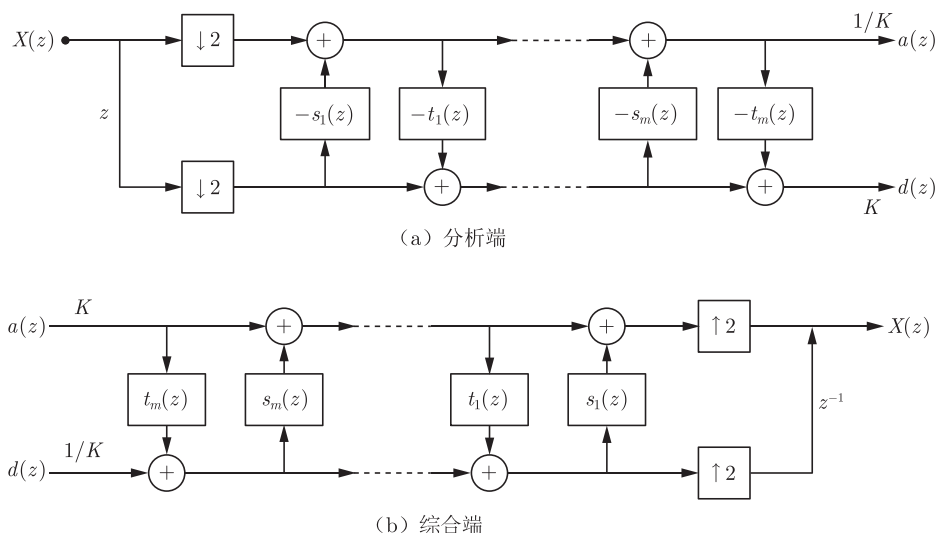 X(z) ↓2 + + 1/K a(z)
z −s₁(z) −t₁(z) −sₘ(z) −tₘ(z)
↓2 + + K d(z)
（a）分析端
a(z) K + + ↑2 X(z)
tₘ(z) sₘ(z) t₁(z) s₁(z) z⁻¹
d(z) 1/K + + ↑2
（b）综合端